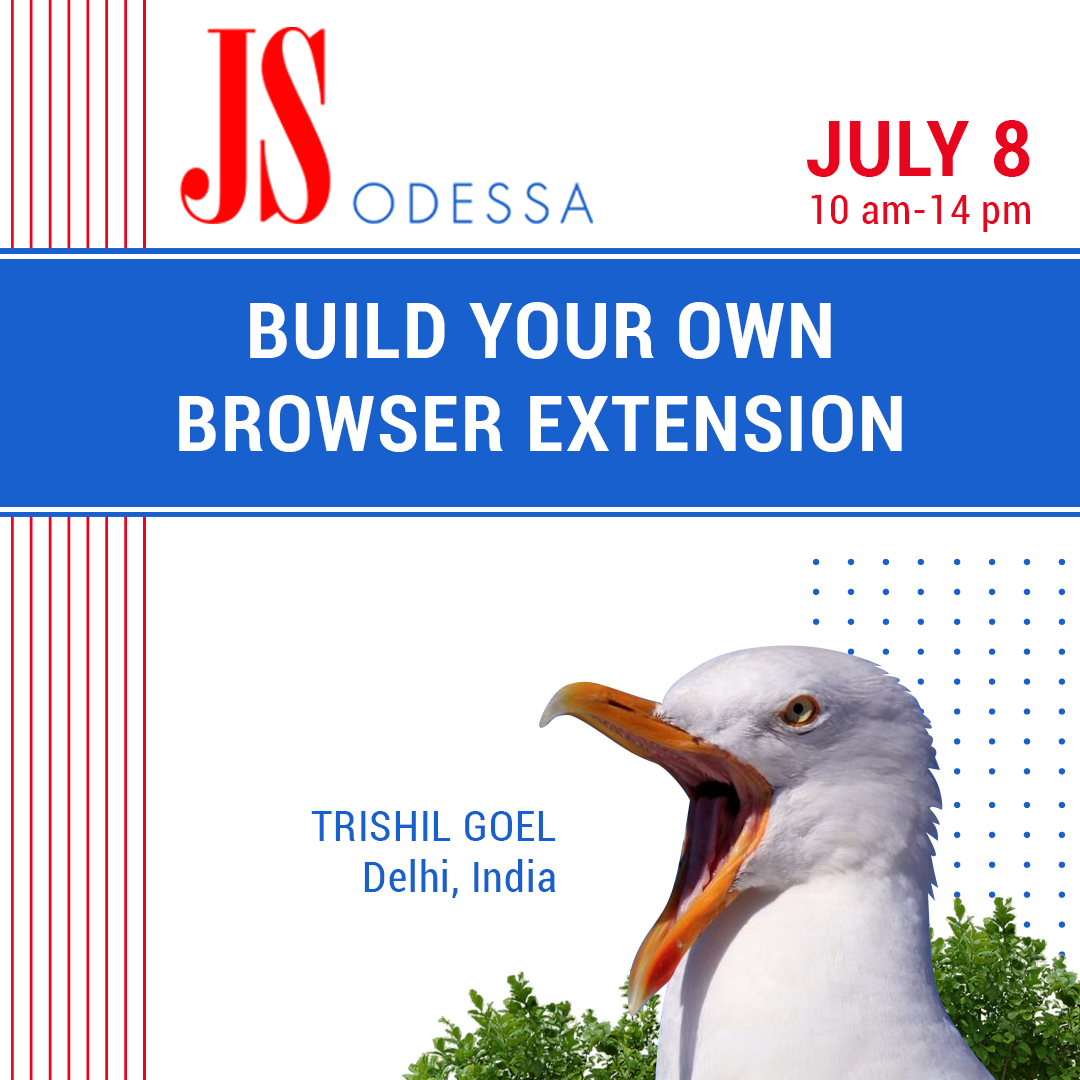 JS ODESSA
JULY 8
10 am-14 pm
BUILD YOUR OWN
BROWSER EXTENSION
TRISHIL GOEL
Delhi, India